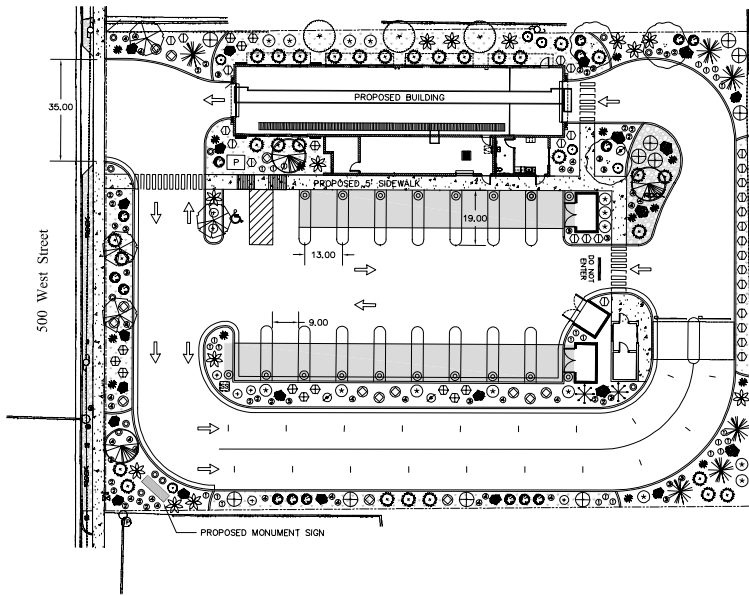 35.00
PROPOSED BUILDING
P
PROPOSED 5' SIDEWALK
19.00
13.00
DO NOT
ENTER
9.00
500 West Street
PROPOSED MONUMENT SIGN